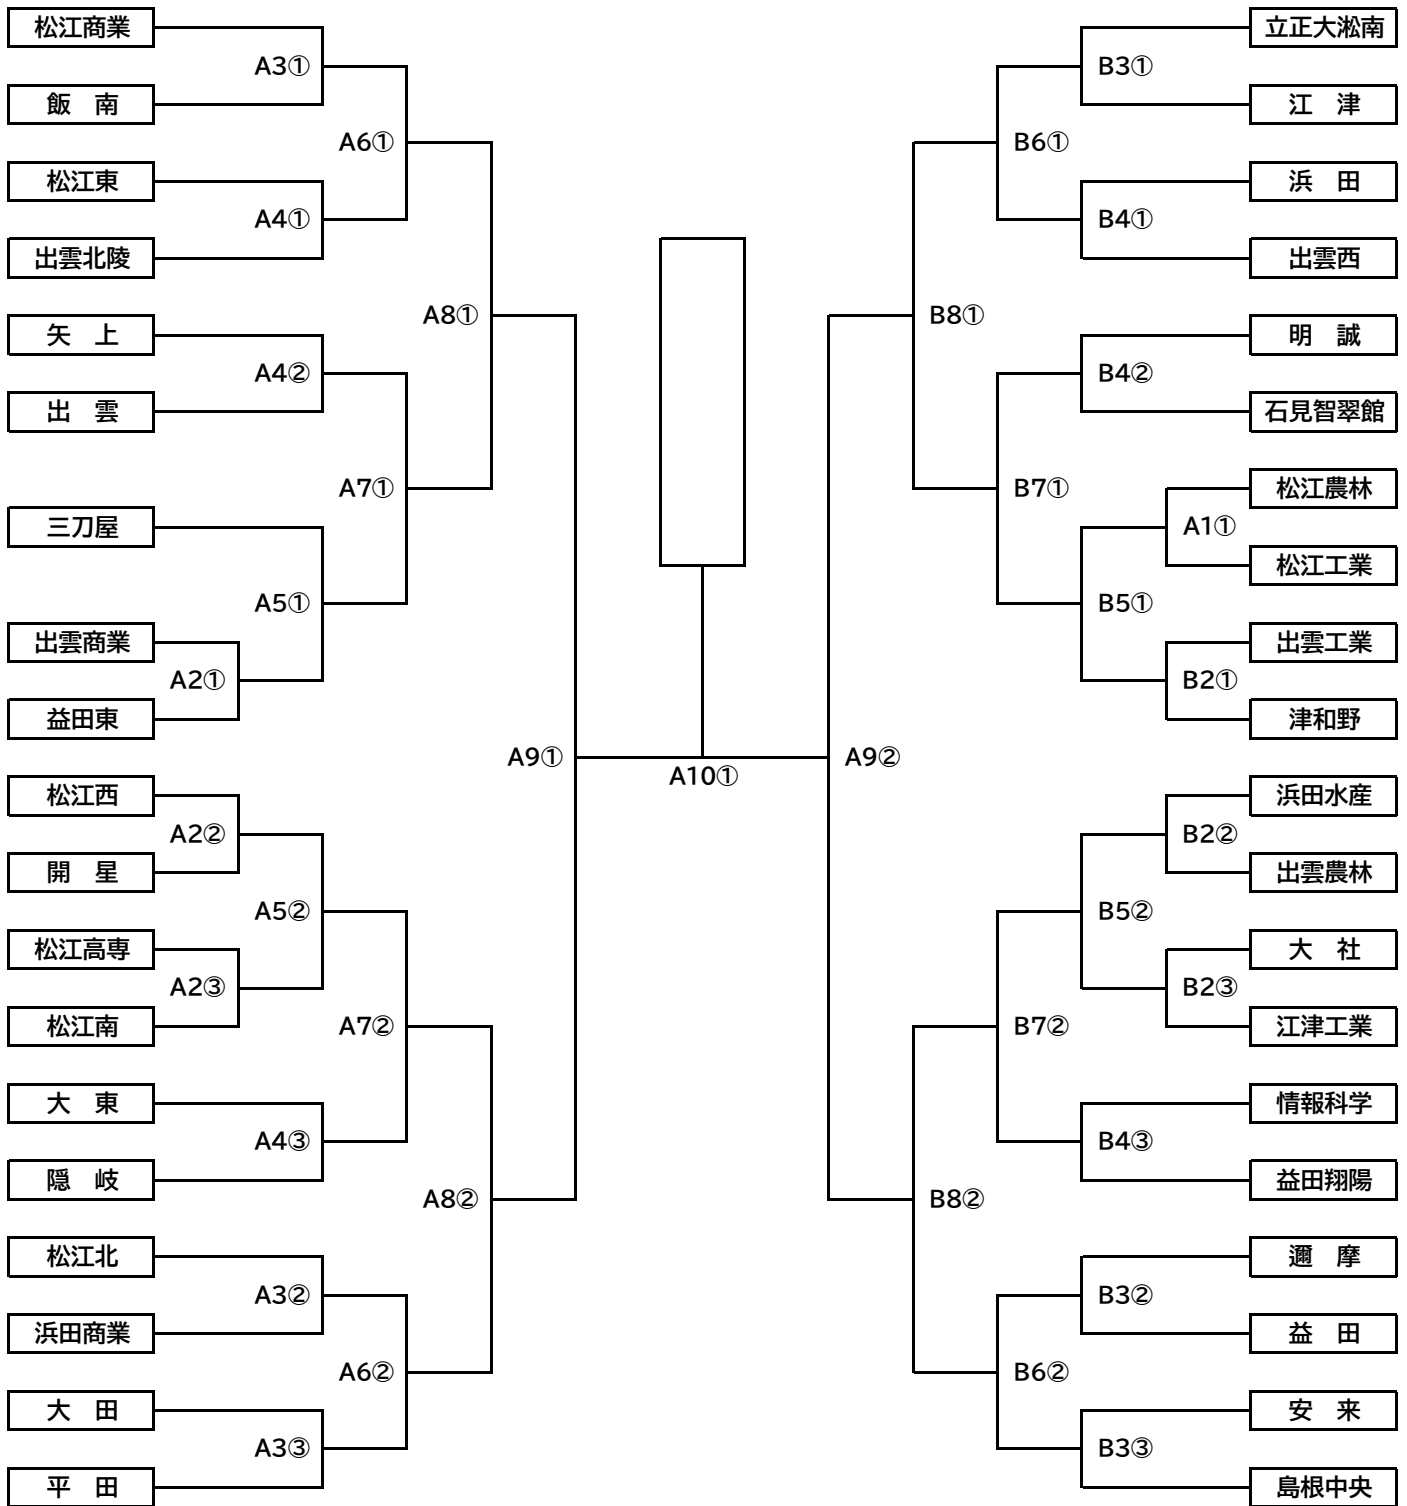 松江商業
飯　南
松江東
出雲北陵
矢　上
出　雲
三刀屋
出雲商業
益田東
松江西
開　星
松江高専
松江南
大　東
隠　岐
松江北
浜田商業
大　田
平　田
A3①
A4①
A4②
A5①
A2①
A2②
A2③
A5②
A4③
A3②
A3③
A6①
A7①
A7②
A6②
A8①
A8②
A9①
A10①
A9②
B8①
B8②
B6①
B7①
B7②
B6②
B3①
B4①
B4②
A1①
B5①
B2①
B2②
B5②
B2③
B4③
B3②
B3③
立正大淞南
江　津
浜　田
出雲西
明　誠
石見智翠館
松江農林
松江工業
出雲工業
津和野
浜田水産
出雲農林
大　社
江津工業
情報科学
益田翔陽
邇　摩
益　田
安　来
島根中央